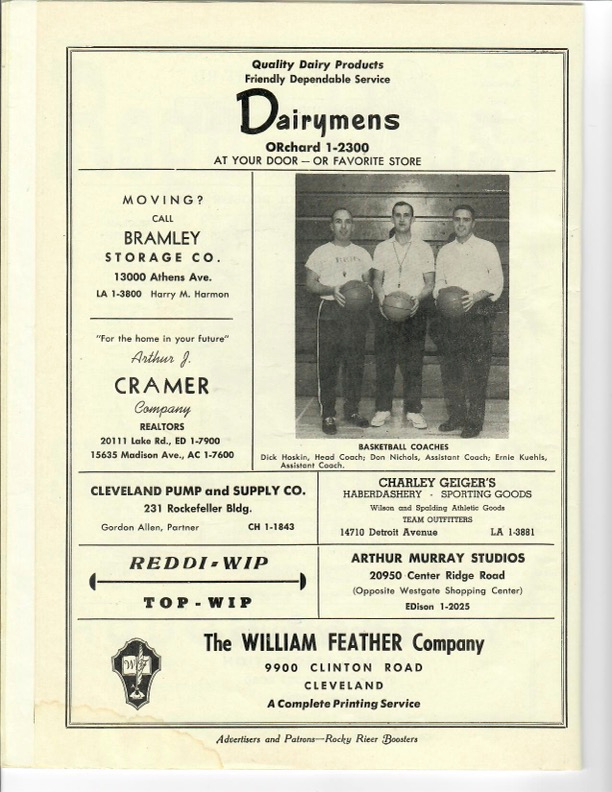 Quality Dairy Products
Friendly Dependable Service
Dairymens
ORchard 1-2300
AT YOUR DOOR — OR FAVORITE STORE
MOVING?
CALL
BRAMLEY
STORAGE CO.
13000 Athens Ave.
LA 1-3800 Harry M. Harmon
"For the home in your future"
Arthur J.
CRAMER
Company
REALTORS
20111 Lake Rd., ED 1-7900
15635 Madison Ave., AC 1-7600
BASKETBALL COACHES
Dick Hoskin, Head Coach; Don Nichols, Assistant Coach; Ernie Kuehls,
Assistant Coach.
CLEVELAND PUMP and SUPPLY CO.
231 Rockefeller Bldg.
Gordon Allen, Partner CH 1-1843
CHARLEY GEIGER'S
HABERDASHERY - SPORTING GOODS
Wilson and Spalding Athletic Goods
TEAM OUTFITTERS
14710 Detroit Avenue LA 1-3881
REDDI-WIP
TOP-WIP
ARTHUR MURRAY STUDIOS
20950 Center Ridge Road
(Opposite Westgate Shopping Center)
EDison 1-2025
The WILLIAM FEATHER Company
9900 CLINTON ROAD
CLEVELAND
A Complete Printing Service
Advertisers and Patrons—Rocky River Boosters